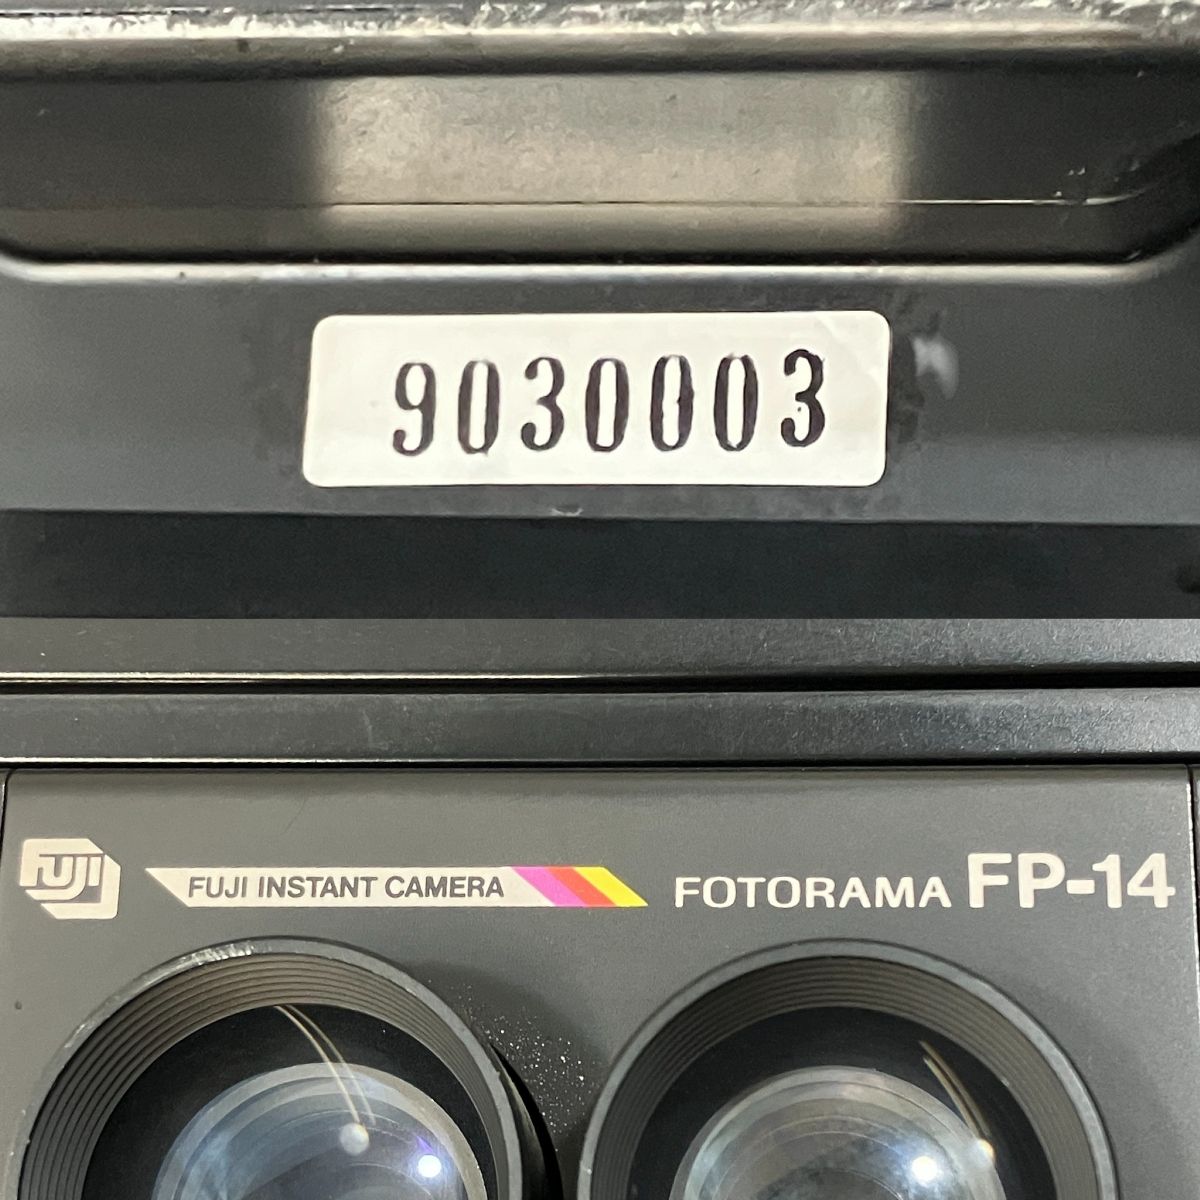 9030003
FUJI
FUJI INSTANT CAMERA
FOTORAMA FP-14